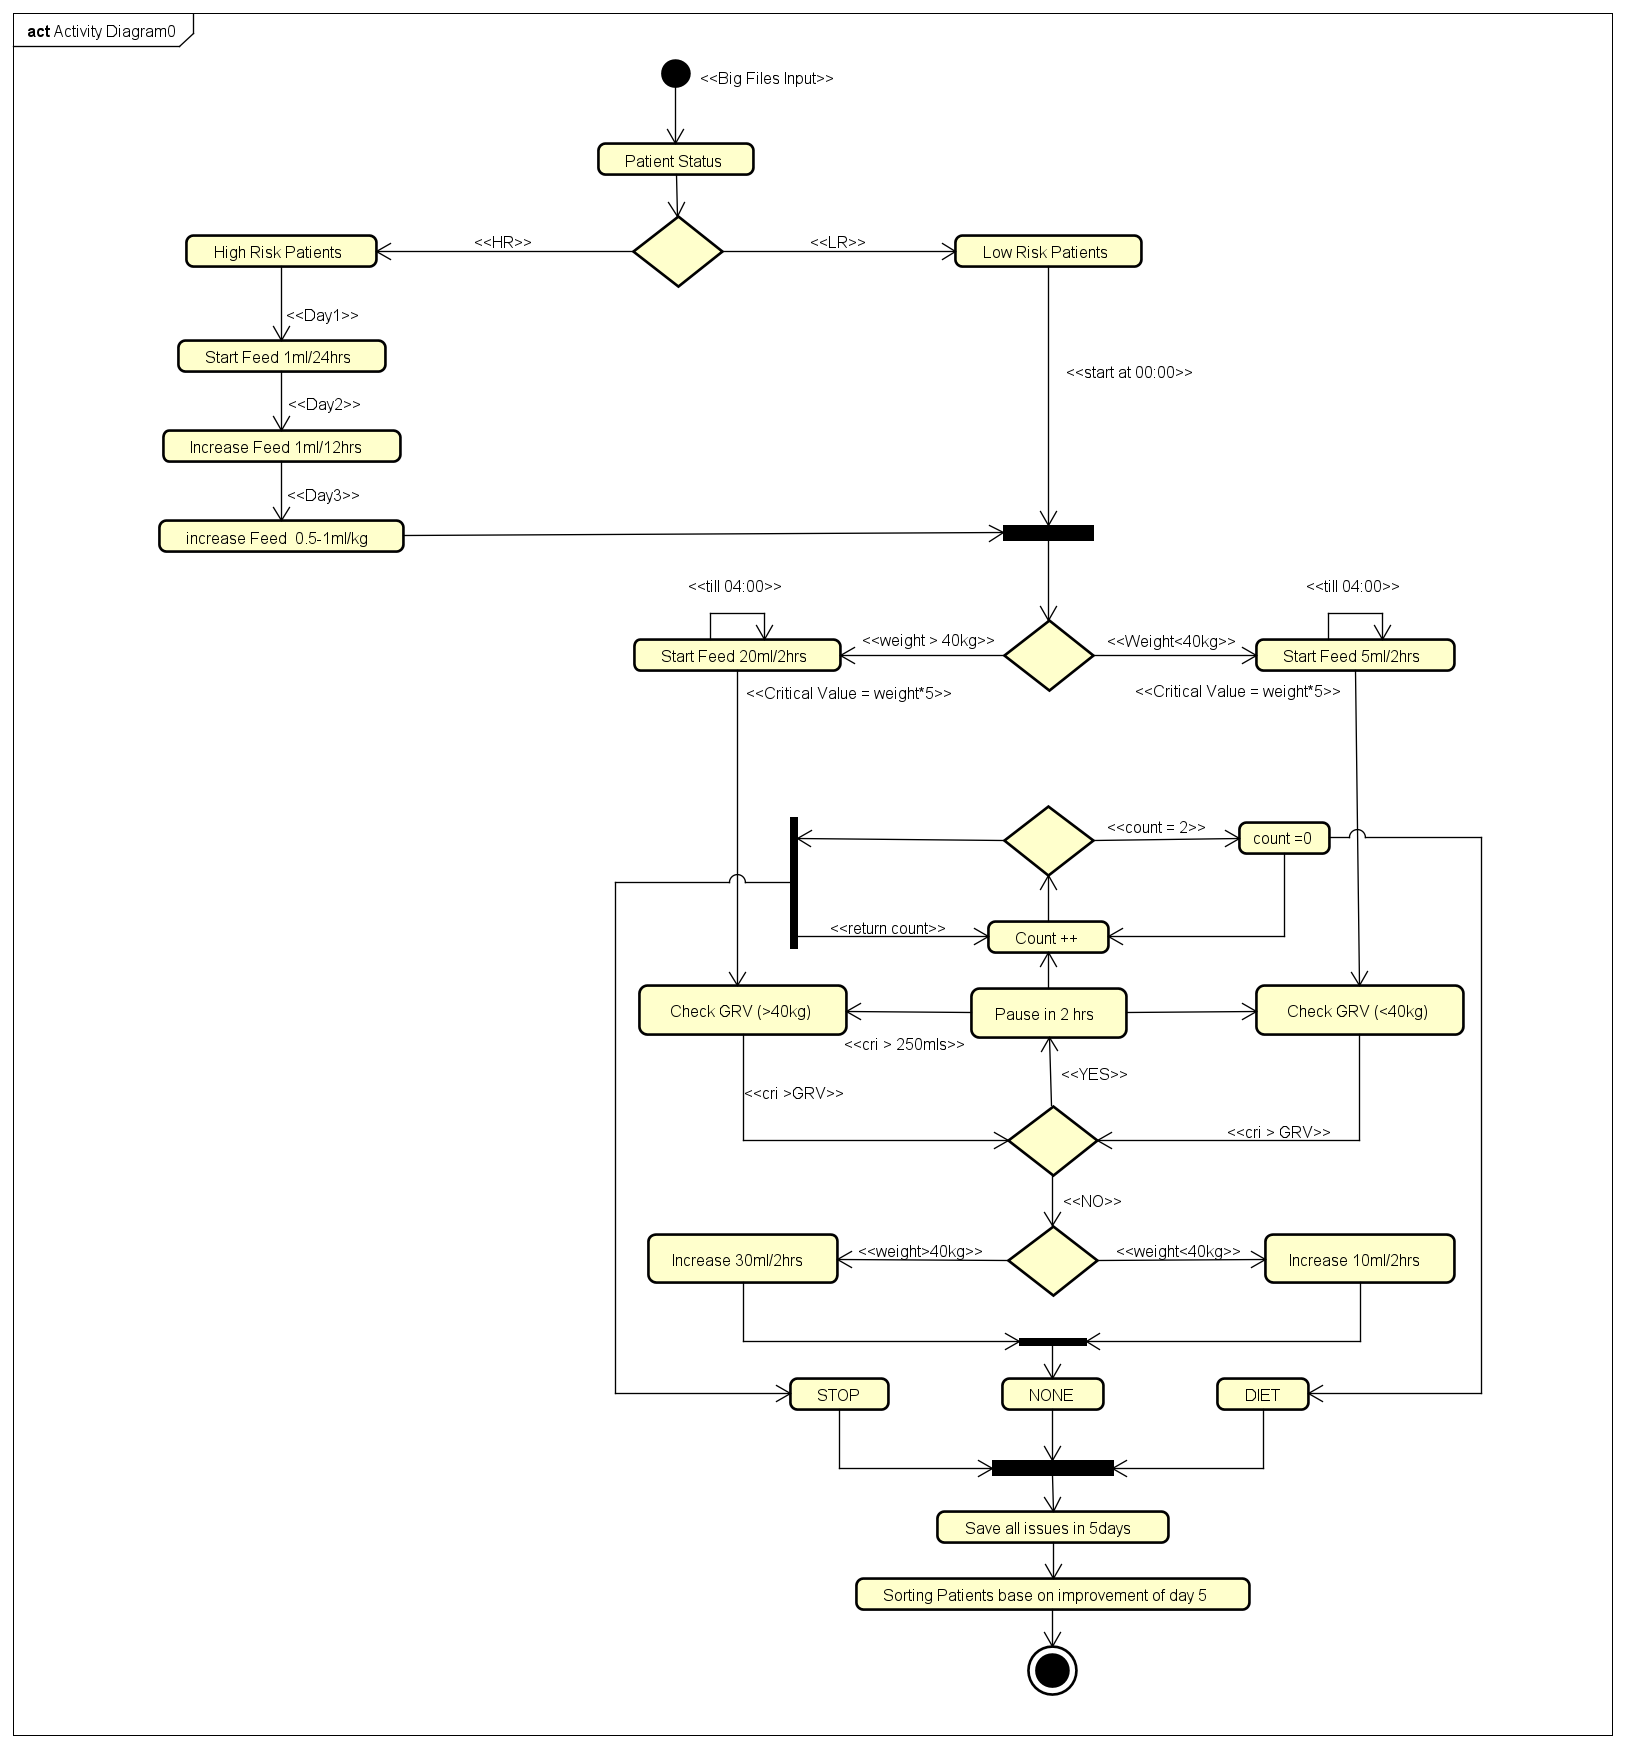 act Activity Diagram0
<<Big Files Input>>
Patient Status
<<HR>>
<<LR>>
High Risk Patients
Low Risk Patients
<<Day1>>
Start Feed 1ml/24hrs
<<start at 00:00>>
<<Day2>>
Increase Feed 1ml/12hrs
<<Day3>>
increase Feed  0.5-1ml/kg
<<till 04:00>>
<<till 04:00>>
<<weight > 40kg>>
<<Weight<40kg>>
Start Feed 20ml/2hrs
Start Feed 5ml/2hrs
<<Critical Value = weight*5>>
<<Critical Value = weight*5>>
<<count = 2>>
count =0
<<return count>>
Count ++
Check GRV (>40kg)
Pause in 2 hrs
Check GRV (<40kg)
<<cri > 250mls>>
<<YES>>
<<cri >GRV>>
<<cri > GRV>>
<<NO>>
<<weight>40kg>>
<<weight<40kg>>
Increase 30ml/2hrs
Increase 10ml/2hrs
STOP
NONE
DIET
Save all issues in 5days
Sorting Patients base on improvement of day 5